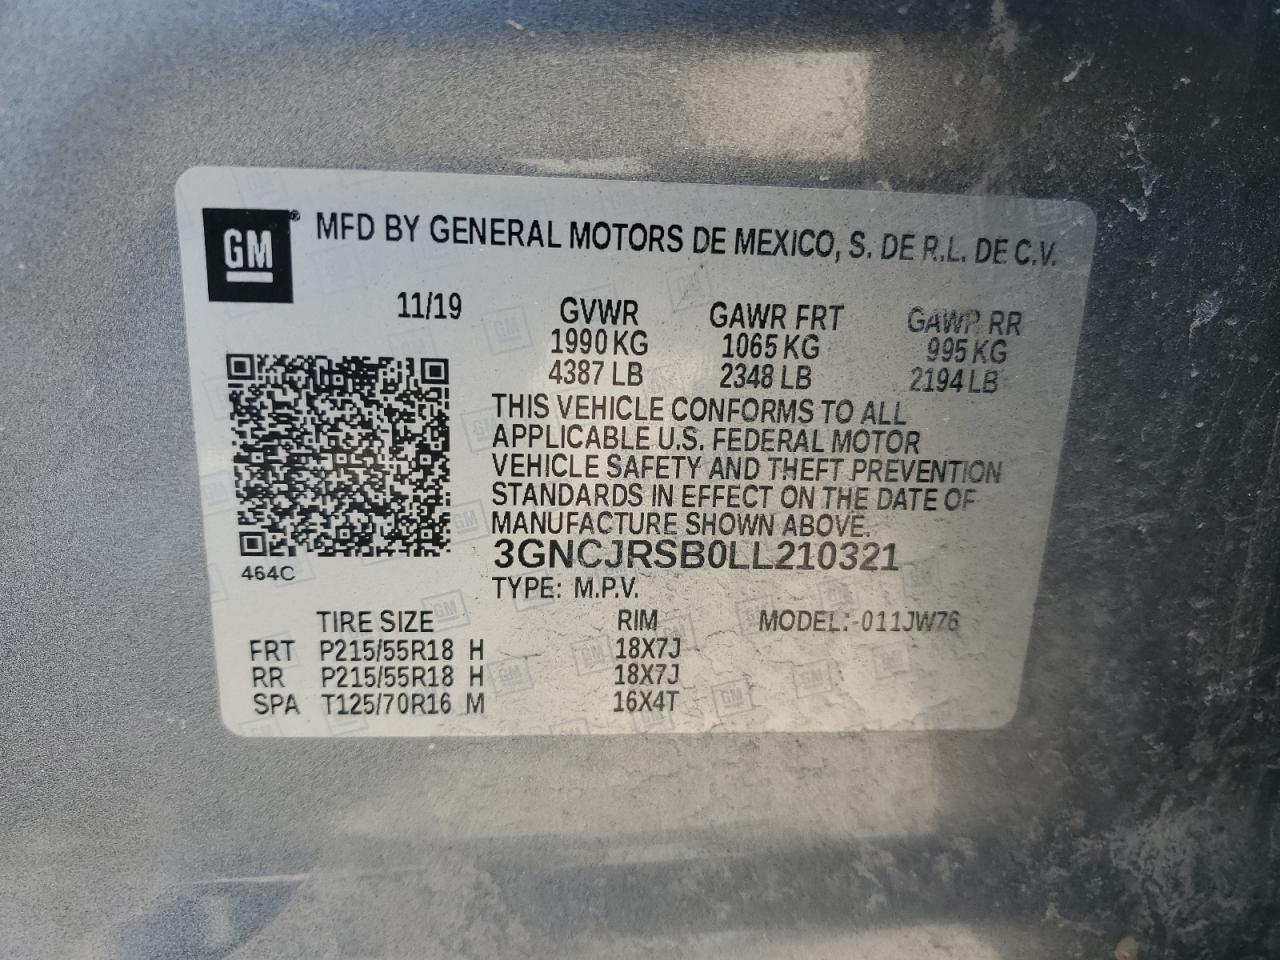 GM® MFD BY GENERAL MOTORS DE MEXICO, S. DE R.L. DE C.V.
11/19 GVWR GAWR FRT GAWR RR
1990 KG 1065 KG 995 KG
4387 LB 2348 LB 2194 LB
THIS VEHICLE CONFORMS TO ALL
APPLICABLE U.S. FEDERAL MOTOR
VEHICLE SAFETY AND THEFT PREVENTION
STANDARDS IN EFFECT ON THE DATE OF
MANUFACTURE SHOWN ABOVE.
3GNCJRSB0LL210321
464C
TYPE: M.P.V.
TIRE SIZE RIM MODEL:-011JW76
FRT P215/55R18 H 18X7J
RR P215/55R18 H 18X7J
SPA T125/70R16 M 16X4T